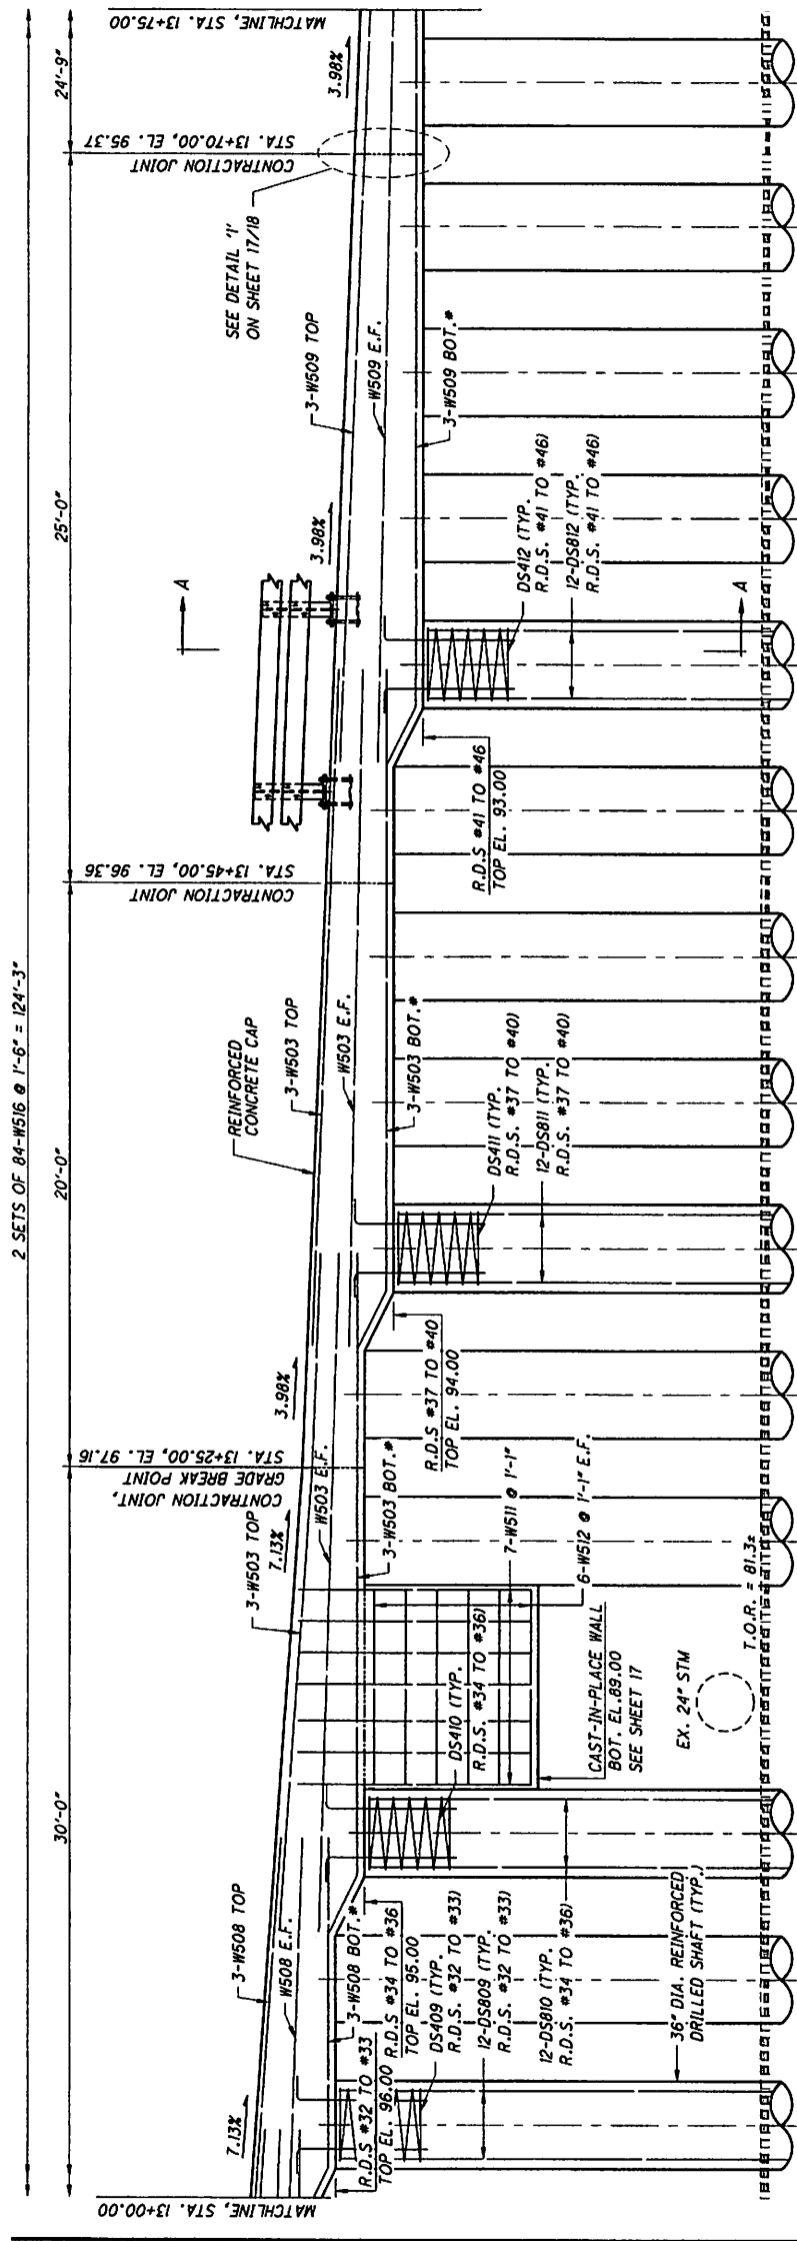 2 SETS OF 84-W516 @ 1'-6" = 124'-3"
30'-0"
20'-0"
25'-0"
24'-9"
MATCHLINE, STA. 13+00.00
7.13%
3-W508 TOP
W508 E.F.
3-W508 BOT.*
R.D.S #32 TO #33
TOP EL. 96.00
R.D.S #34 TO #36
TOP EL. 95.00
DS409 (TYP.
R.D.S. #32 TO #33)
12-DS809 (TYP.
R.D.S. #32 TO #33)
12-DS810 (TYP.
R.D.S. #34 TO #36)
36" DIA. REINFORCED
DRILLED SHAFT (TYP.)
3-W503 TOP
7.13%
DS410 (TYP.
R.D.S. #34 TO #36)
CAST-IN-PLACE WALL
BOT. EL.89.00
SEE SHEET 17
EX. 24" STM
T.O.R. = 81.3±
CONTRACTION JOINT,
GRADE BREAK POINT
STA. 13+25.00, EL. 97.16
W503 E.F.
3-W503 BOT.*
7-W511 @ 1'-1"
6-W512 @ 1'-1" E.F.
3.98%
R.D.S #37 TO #40
TOP EL. 94.00
REINFORCED
CONCRETE CAP
3-W503 TOP
W503 E.F.
3-W503 BOT.*
DS411 (TYP.
R.D.S. #37 TO #40)
12-DS811 (TYP.
R.D.S. #37 TO #40)
CONTRACTION JOINT
STA. 13+45.00, EL. 96.36
R.D.S #41 TO #46
TOP EL. 93.00
A
A
3.98%
DS412 (TYP.
R.D.S. #41 TO #46)
12-DS812 (TYP.
R.D.S. #41 TO #46)
3-W509 TOP
W509 E.F.
3-W509 BOT.*
SEE DETAIL '1'
ON SHEET 17/18
CONTRACTION JOINT
STA. 13+70.00, EL. 95.37
3.98%
MATCHLINE, STA. 13+75.00